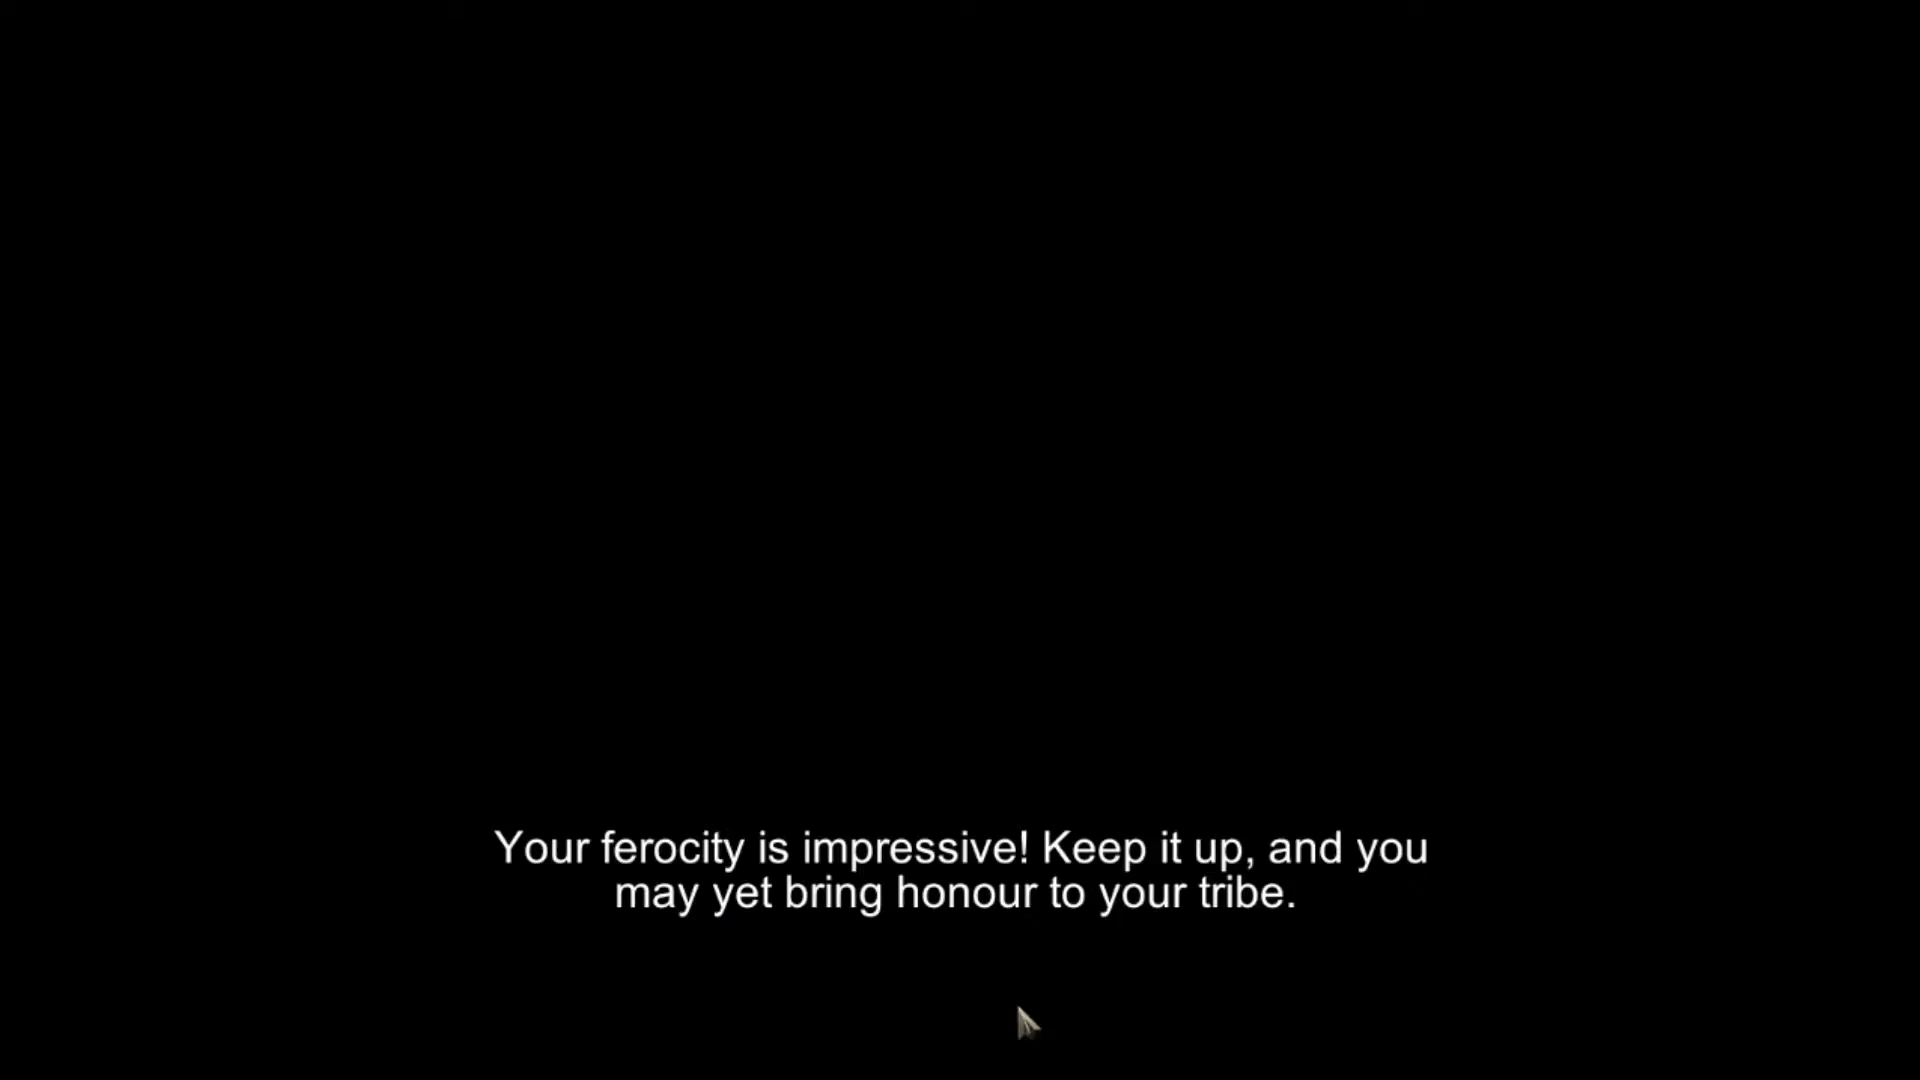 Your ferocity is impressive! Keep it up, and you
may yet bring honour to your tribe.